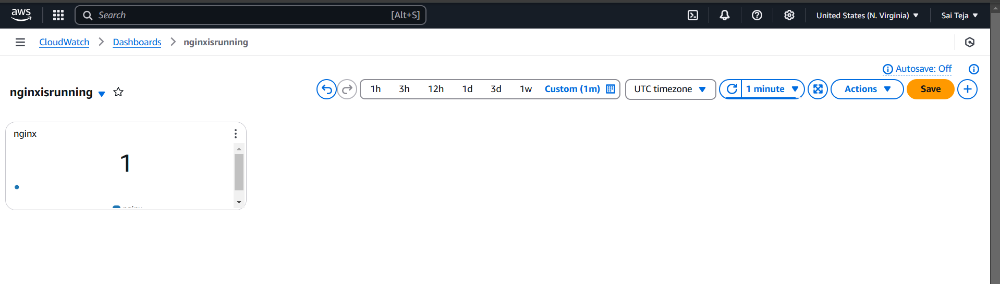 aws
Search [Alt+S]
United States (N. Virginia) Sai Teja
CloudWatch Dashboards nginxisrunning
Autosave: Off
nginxisrunning 1h 3h 12h 1d 3d 1w Custom (1m) UTC timezone 1 minute Actions Save
nginx
1